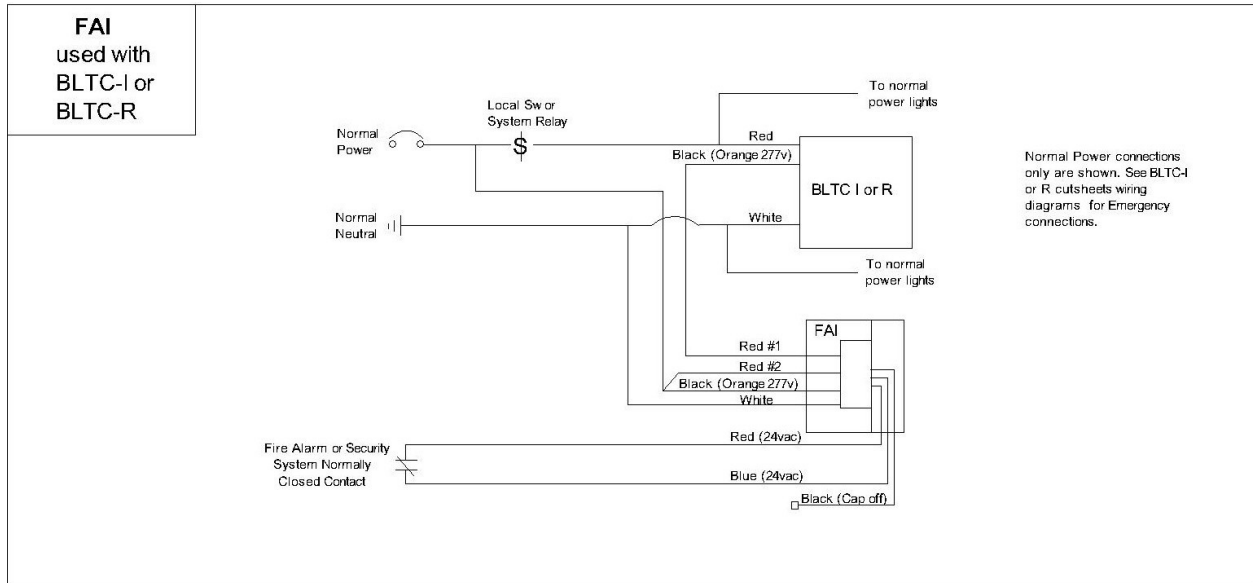 FAI
used with
BLTC-I or
BLTC-R
To normal
power lights
Local Sw or
System Relay
Normal
Power
$
Red
Black (Orange 277v)
BLTC I or R
Normal Power connections
only are shown. See BLTC-I
or R cutsheets wiring
diagrams for Emergency
connections.
Normal
Neutral
White
To normal
power lights
FAI
Red #1
Red #2
Black (Orange 277v)
White
Red (24vac)
Fire Alarm or Security
System Normally
Closed Contact
Blue (24vac)
Black (Cap off)